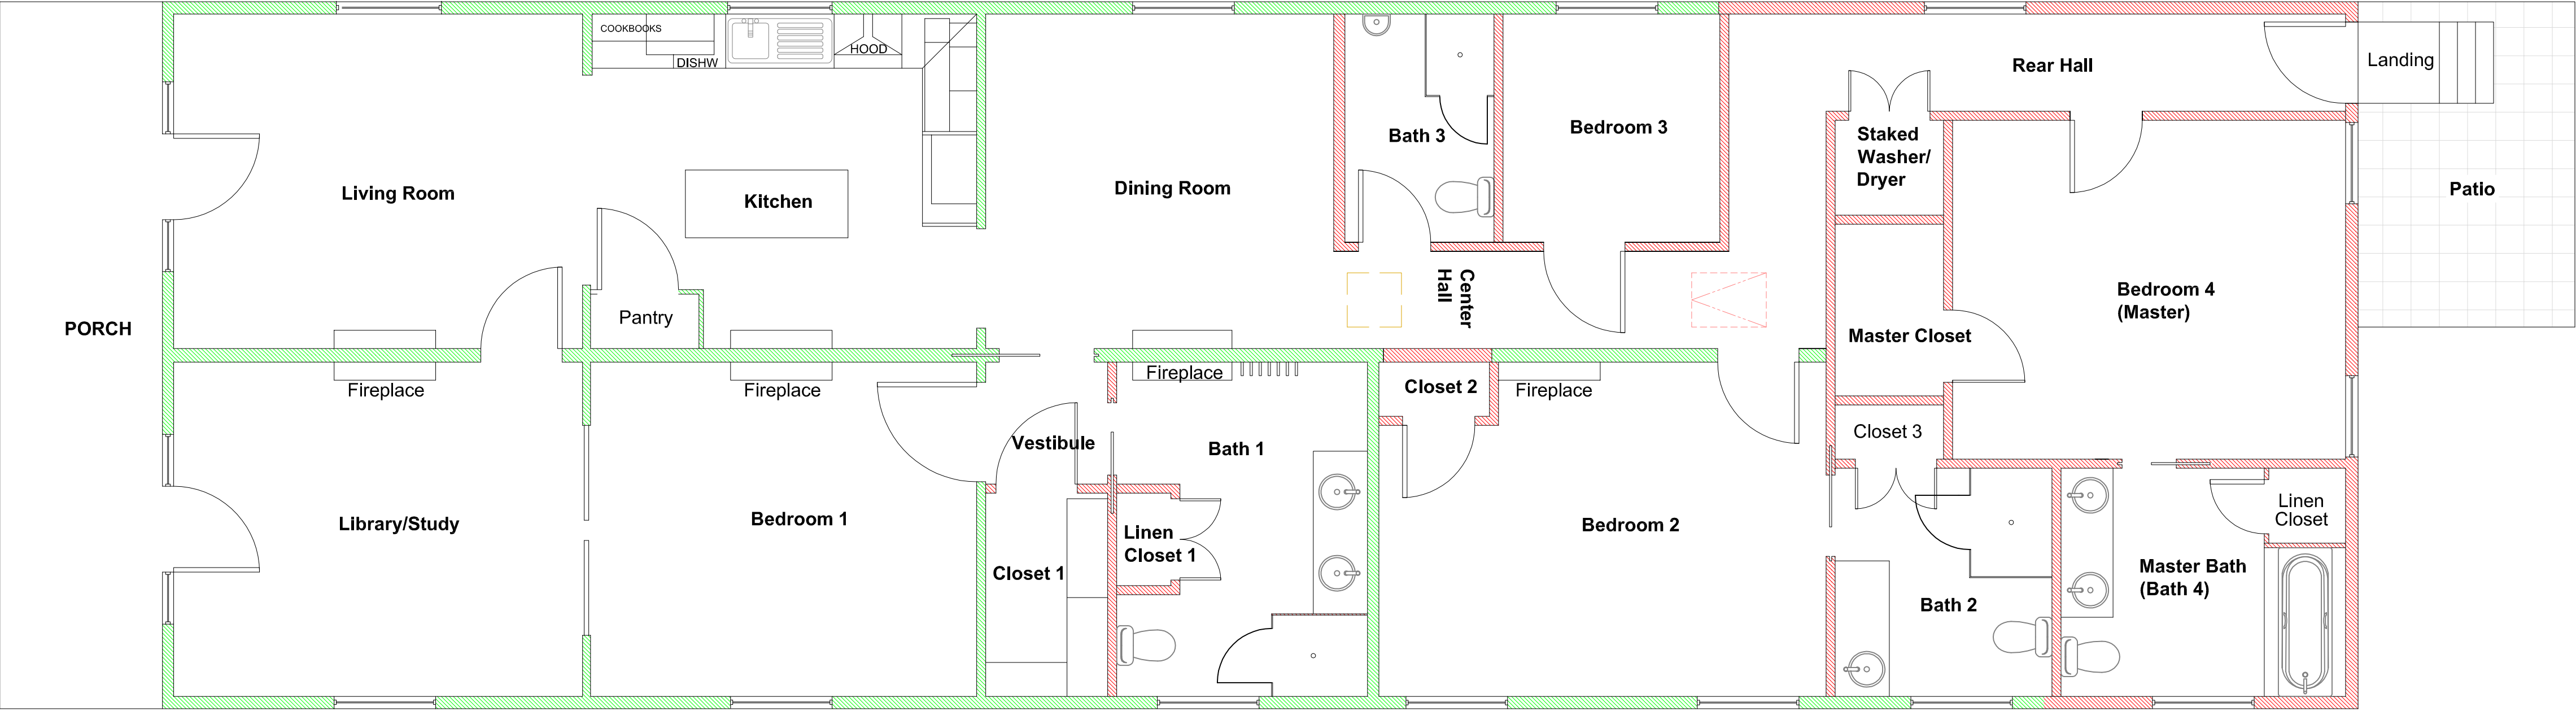 COOKBOOKS
DISHW
HOOD
Rear Hall
Landing
Living Room
Kitchen
Dining Room
Bath 3
Bedroom 3
Staked
Washer/
Dryer
Patio
PORCH
Pantry
Center
Hall
Bedroom 4
(Master)
Master Closet
Fireplace
Fireplace
Fireplace
Closet 2
Fireplace
Closet 3
Vestibule
Bath 1
Library/Study
Bedroom 1
Linen
Closet 1
Closet 1
Bedroom 2
Linen
Closet
Bath 2
Master Bath
(Bath 4)